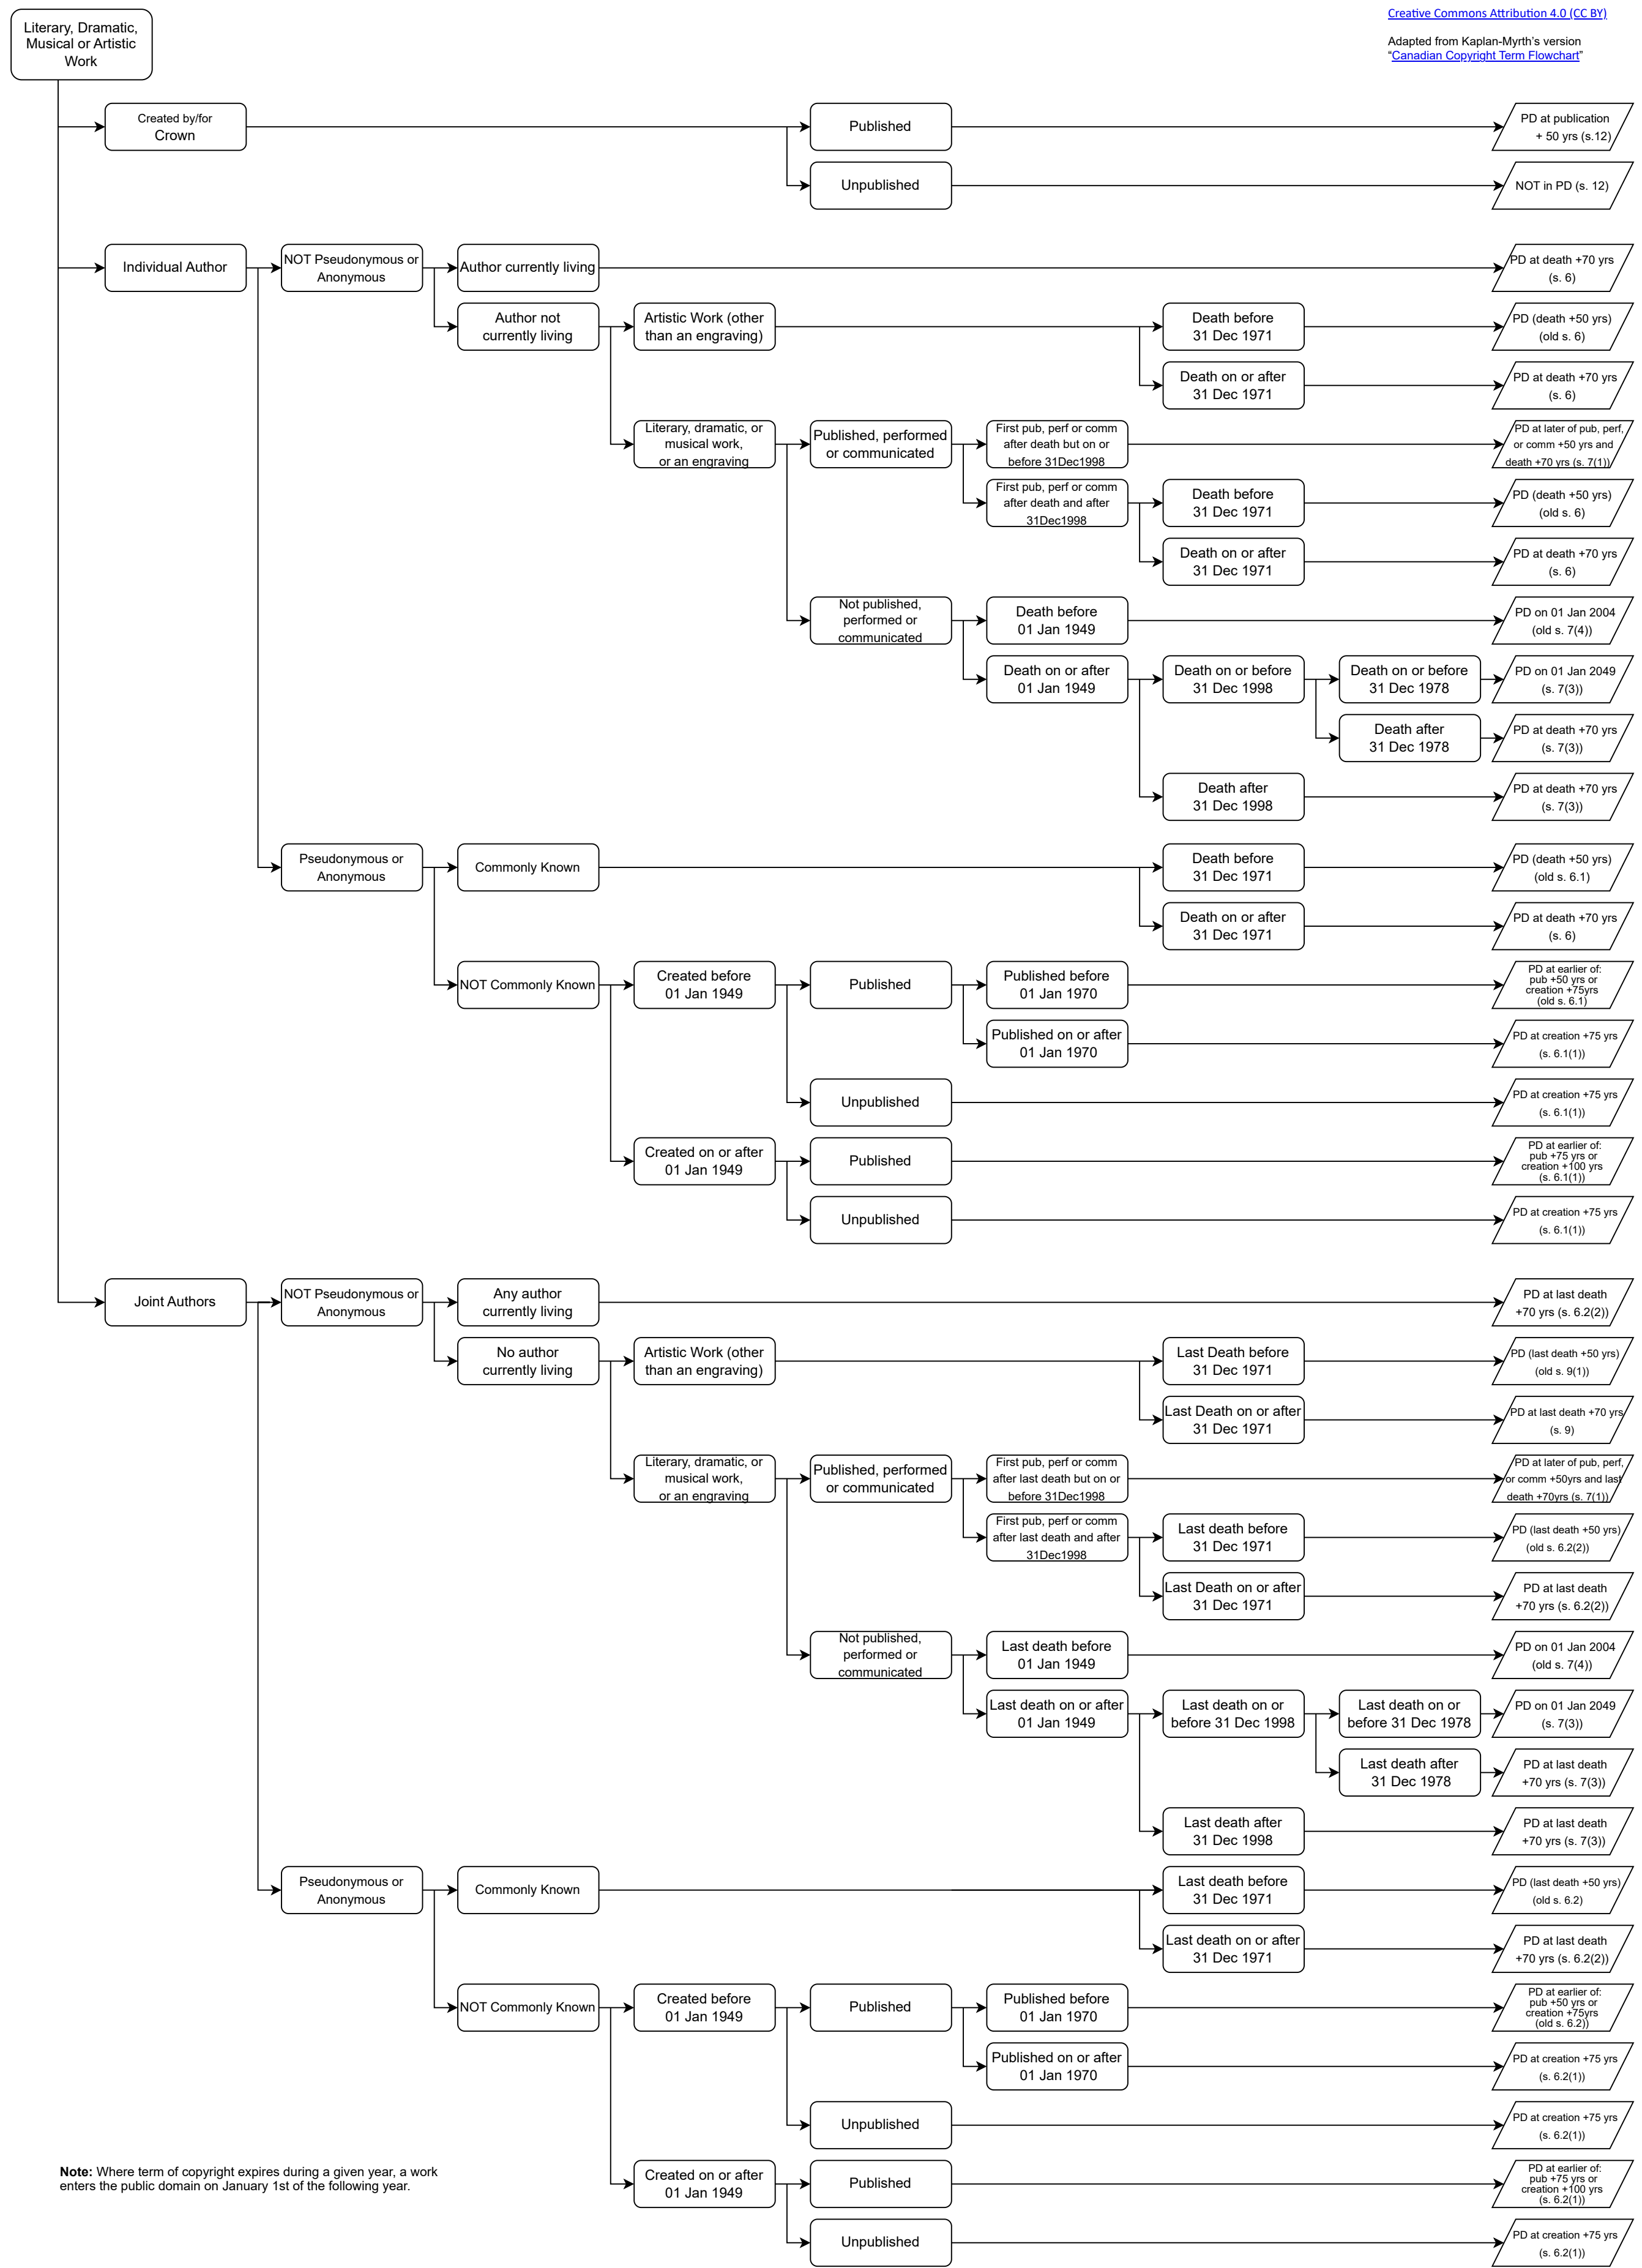 Literary, Dramatic,
Musical or Artistic
Work
Creative Commons Attribution 4.0 (CC BY)
Adapted from Kaplan-Myrth's version
"Canadian Copyright Term Flowchart"
Created by/for
Crown
Published
PD at publication
+ 50 yrs (s.12)
Unpublished
NOT in PD (s. 12)
Individual Author
NOT Pseudonymous or
Anonymous
Author currently living
PD at death +70 yrs
(s. 6)
Author not
currently living
Artistic Work (other
than an engraving)
Death before
31 Dec 1971
PD (death +50 yrs)
(old s. 6)
Death on or after
31 Dec 1971
PD at death +70 yrs
(s. 6)
Literary, dramatic, or
musical work,
or an engraving
Published, performed
or communicated
First pub, perf or comm
after death but on or
before 31Dec1998
PD at later of pub, perf,
or comm +50 yrs and
death +70 yrs (s. 7(1))
First pub, perf or comm
after death and after
31Dec1998
Death before
31 Dec 1971
PD (death +50 yrs)
(old s. 6)
Death on or after
31 Dec 1971
PD at death +70 yrs
(s. 6)
Not published,
performed or
communicated
Death before
01 Jan 1949
PD on 01 Jan 2004
(old s. 7(4))
Death on or after
01 Jan 1949
Death on or before
31 Dec 1998
Death on or before
31 Dec 1978
PD on 01 Jan 2049
(s. 7(3))
Death after
31 Dec 1978
PD at death +70 yrs
(s. 7(3))
Death after
31 Dec 1998
PD at death +70 yrs
(s. 7(3))
Pseudonymous or
Anonymous
Commonly Known
Death before
31 Dec 1971
PD (death +50 yrs)
(old s. 6.1)
Death on or after
31 Dec 1971
PD at death +70 yrs
(s. 6)
NOT Commonly Known
Created before
01 Jan 1949
Published
Published before
01 Jan 1970
PD at earlier of:
pub +50 yrs or
creation +75yrs
(old s. 6.1)
Published on or after
01 Jan 1970
PD at creation +75 yrs
(s. 6.1(1))
Unpublished
PD at creation +75 yrs
(s. 6.1(1))
Created on or after
01 Jan 1949
Published
PD at earlier of:
pub +75 yrs or
creation +100 yrs
(s. 6.1(1))
Unpublished
PD at creation +75 yrs
(s. 6.1(1))
Joint Authors
NOT Pseudonymous or
Anonymous
Any author
currently living
PD at last death
+70 yrs (s. 6.2(2))
No author
currently living
Artistic Work (other
than an engraving)
Last Death before
31 Dec 1971
PD (last death +50 yrs)
(old s. 9(1))
Last Death on or after
31 Dec 1971
PD at last death +70 yrs
(s. 9)
Literary, dramatic, or
musical work,
or an engraving
Published, performed
or communicated
First pub, perf or comm
after last death but on or
before 31Dec1998
PD at later of pub, perf,
or comm +50yrs and last
death +70yrs (s. 7(1))
First pub, perf or comm
after last death and after
31Dec1998
Last death before
31 Dec 1971
PD (last death +50 yrs)
(old s. 6.2(2))
Last Death on or after
31 Dec 1971
PD at last death
+70 yrs (s. 6.2(2))
Not published,
performed or
communicated
Last death before
01 Jan 1949
PD on 01 Jan 2004
(old s. 7(4))
Last death on or after
01 Jan 1949
Last death on or
before 31 Dec 1998
Last death on or
before 31 Dec 1978
PD on 01 Jan 2049
(s. 7(3))
Last death after
31 Dec 1978
PD at last death
+70 yrs (s. 7(3))
Last death after
31 Dec 1998
PD at last death
+70 yrs (s. 7(3))
Pseudonymous or
Anonymous
Commonly Known
Last death before
31 Dec 1971
PD (last death +50 yrs)
(old s. 6.2)
Last death on or after
31 Dec 1971
PD at last death
+70 yrs (s. 6.2(2))
NOT Commonly Known
Created before
01 Jan 1949
Published
Published before
01 Jan 1970
PD at earlier of:
pub +50 yrs or
creation +75yrs
(old s. 6.2))
Published on or after
01 Jan 1970
PD at creation +75 yrs
(s. 6.2(1))
Unpublished
PD at creation +75 yrs
(s. 6.2(1))
Note: Where term of copyright expires during a given year, a work
enters the public domain on January 1st of the following year.
Created on or after
01 Jan 1949
Published
PD at earlier of:
pub +75 yrs or
creation +100 yrs
(s. 6.2(1))
Unpublished
PD at creation +75 yrs
(s. 6.2(1))